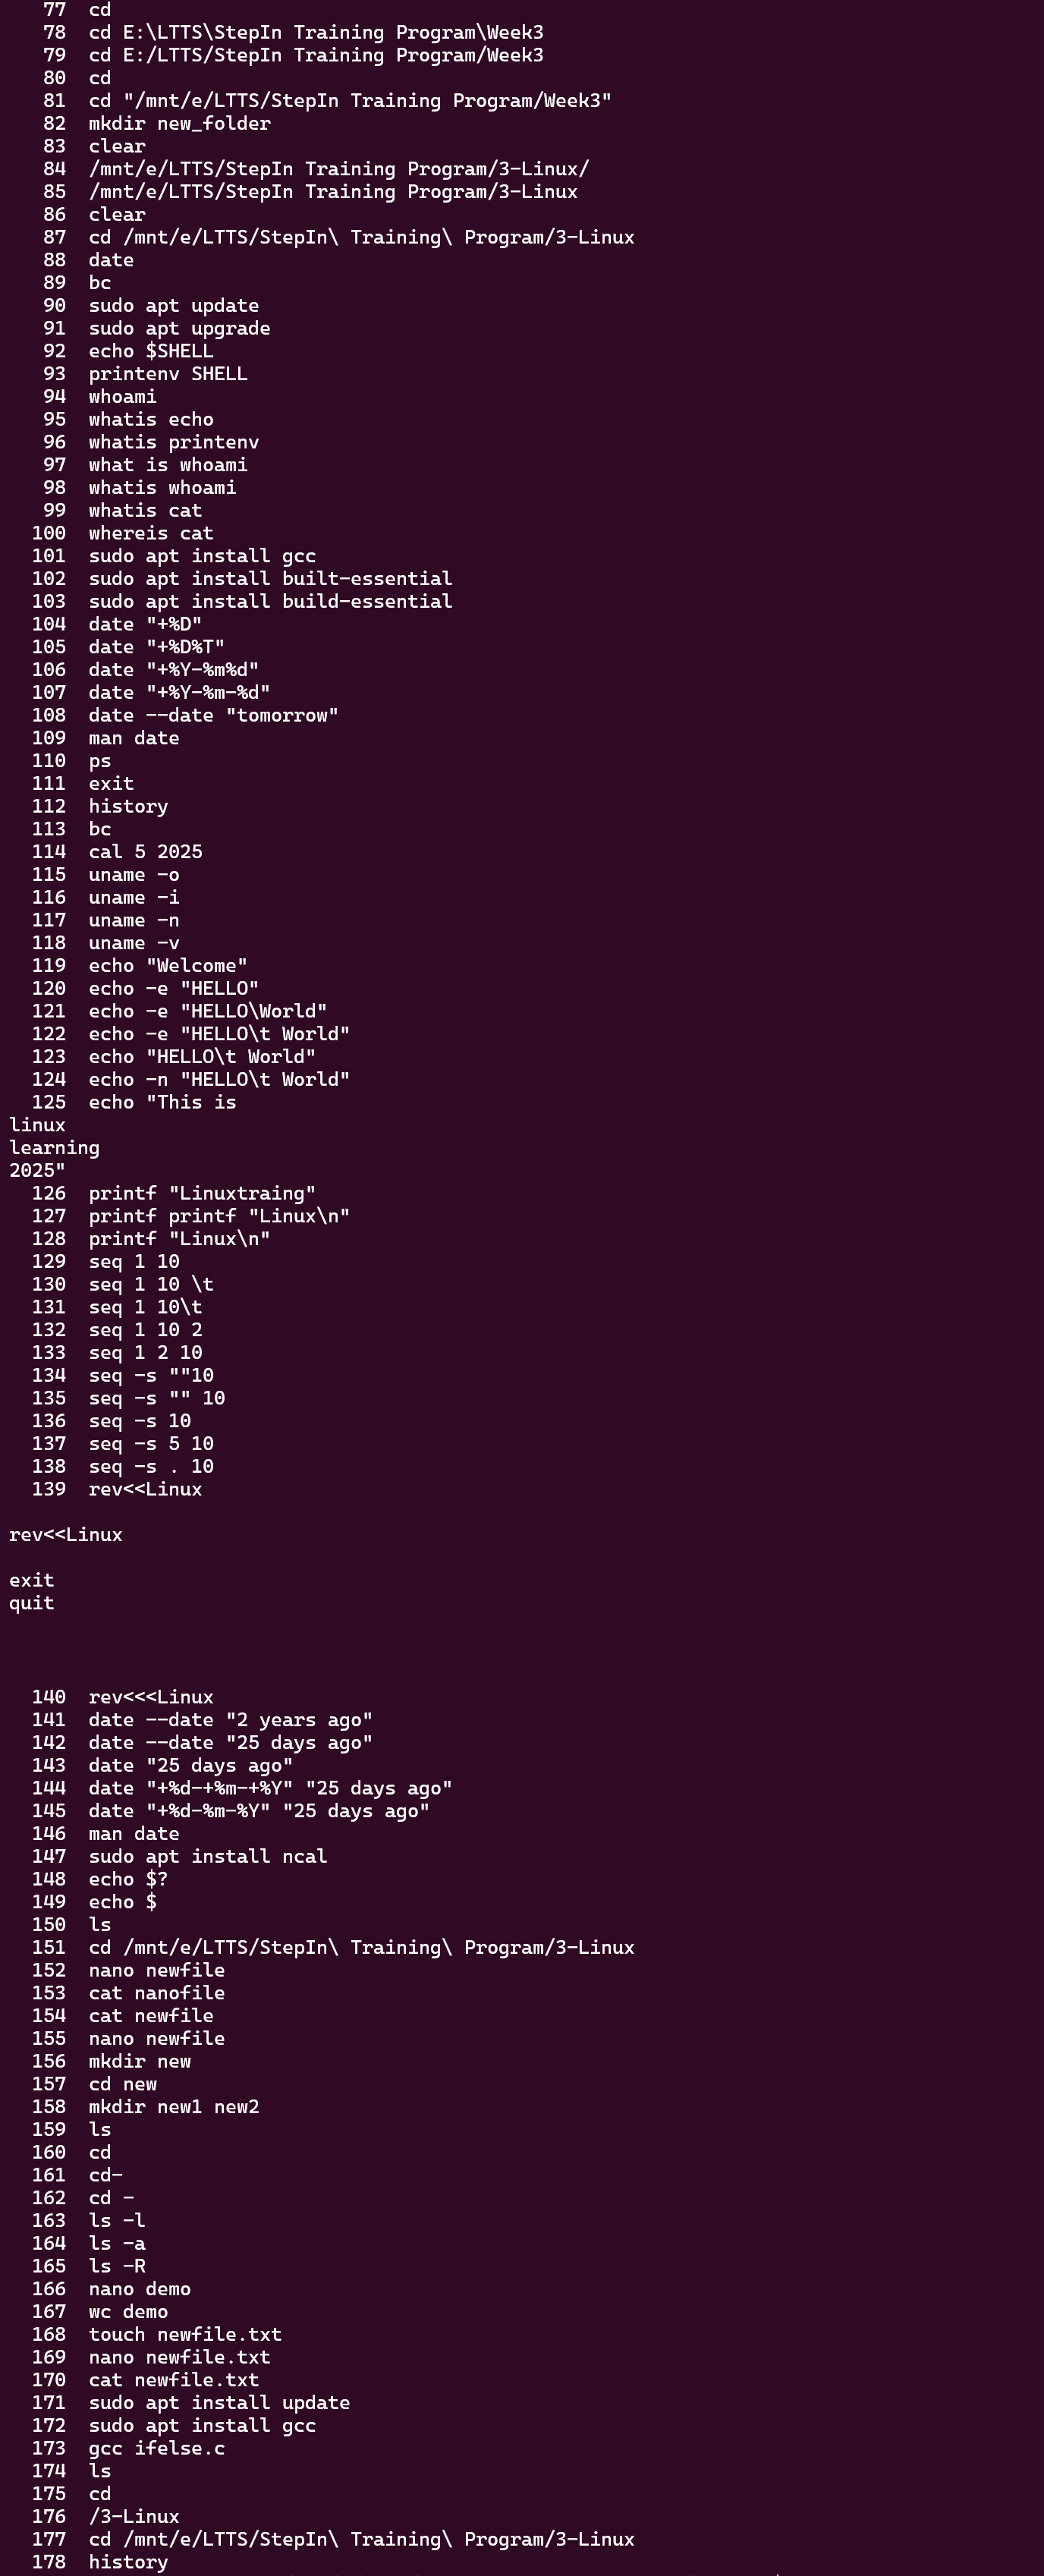 77  cd
78  cd E:\LTTS\StepIn Training Program\Week3
79  cd E:/LTTS/StepIn Training Program/Week3
80  cd
81  cd "/mnt/e/LTTS/StepIn Training Program/Week3"
82  mkdir new_folder
83  clear
84  /mnt/e/LTTS/StepIn Training Program/3-Linux/
85  /mnt/e/LTTS/StepIn Training Program/3-Linux
86  clear
87  cd /mnt/e/LTTS/StepIn\ Training\ Program/3-Linux
88  date
89  bc
90  sudo apt update
91  sudo apt upgrade
92  echo $SHELL
93  printenv SHELL
94  whoami
95  whatis echo
96  whatis printenv
97  what is whoami
98  whatis whoami
99  whatis cat
100  whereis cat
101  sudo apt install gcc
102  sudo apt install built-essential
103  sudo apt install build-essential
104  date "+%D"
105  date "+%D%T"
106  date "+%Y-%m%d"
107  date "+%Y-%m-%d"
108  date --date "tomorrow"
109  man date
110  ps
111  exit
112  history
113  bc
114  cal 5 2025
115  uname -o
116  uname -i
117  uname -n
118  uname -v
119  echo "Welcome"
120  echo -e "HELLO"
121  echo -e "HELLO\World"
122  echo -e "HELLO\t World"
123  echo "HELLO\t World"
124  echo -n "HELLO\t World"
125  echo "This is
linux
learning
2025"
126  printf "Linuxtraing"
127  printf printf "Linux\n"
128  printf "Linux\n"
129  seq 1 10
130  seq 1 10 \t
131  seq 1 10\t
132  seq 1 10 2
133  seq 1 2 10
134  seq -s ""10
135  seq -s "" 10
136  seq -s 10
137  seq -s 5 10
138  seq -s . 10
139  rev<<Linux
rev<<Linux
exit
quit
140  rev<<<Linux
141  date --date "2 years ago"
142  date --date "25 days ago"
143  date "25 days ago"
144  date "+%d-+%m-+%Y" "25 days ago"
145  date "+%d-%m-%Y" "25 days ago"
146  man date
147  sudo apt install ncal
148  echo $?
149  echo $
150  ls
151  cd /mnt/e/LTTS/StepIn\ Training\ Program/3-Linux
152  nano newfile
153  cat nanofile
154  cat newfile
155  nano newfile
156  mkdir new
157  cd new
158  mkdir new1 new2
159  ls
160  cd
161  cd-
162  cd -
163  ls -l
164  ls -a
165  ls -R
166  nano demo
167  wc demo
168  touch newfile.txt
169  nano newfile.txt
170  cat newfile.txt
171  sudo apt install update
172  sudo apt install gcc
173  gcc ifelse.c
174  ls
175  cd
176  /3-Linux
177  cd /mnt/e/LTTS/StepIn\ Training\ Program/3-Linux
178  history